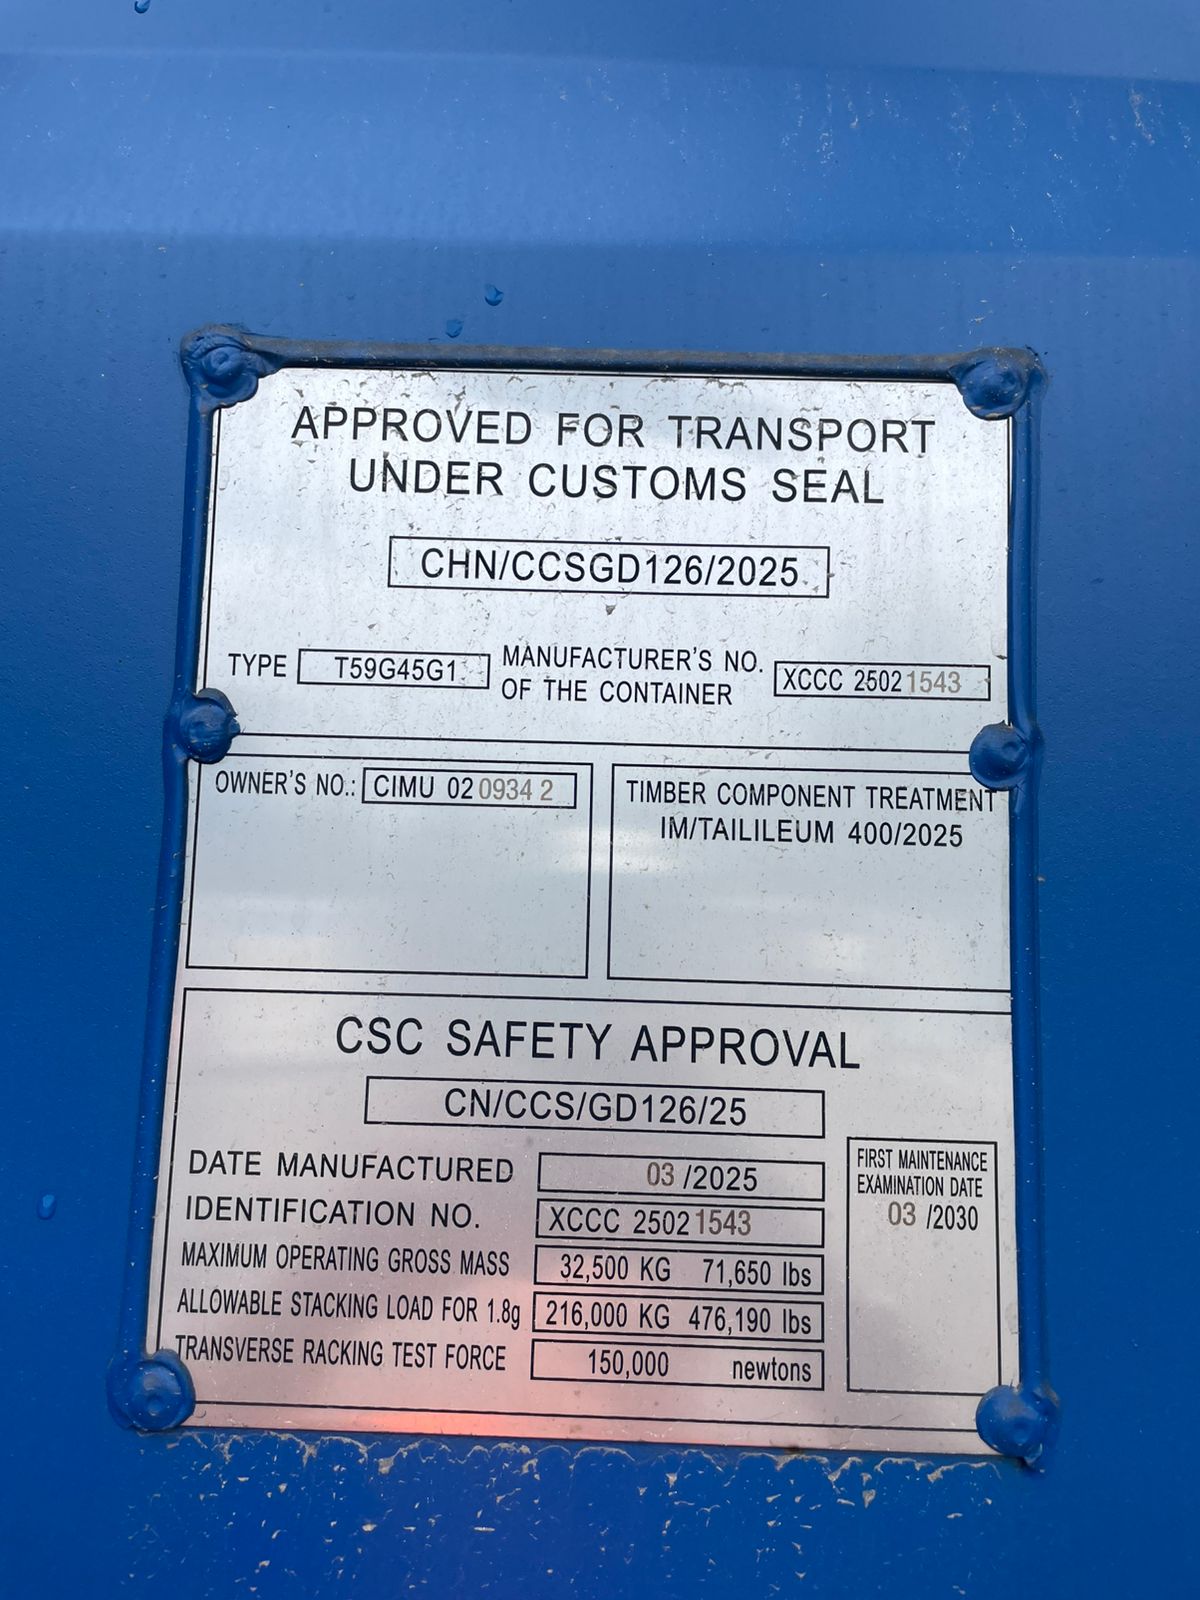 APPROVED FOR TRANSPORT
UNDER CUSTOMS SEAL
CHN/CCSGD126/2025
TYPE T59G45G1
MANUFACTURER'S NO.
OF THE CONTAINER
XCCC 25021543
OWNER'S NO.: CIMU 020934 2
TIMBER COMPONENT TREATMENT
IM/TAILILEUM 400/2025
CSC SAFETY APPROVAL
CN/CCS/GD126/25
DATE MANUFACTURED 03 /2025
IDENTIFICATION NO. XCCC 25021543
MAXIMUM OPERATING GROSS MASS 32,500 KG 71,650 lbs
ALLOWABLE STACKING LOAD FOR 1.8g 216,000 KG 476,190 lbs
TRANSVERSE RACKING TEST FORCE 150,000 newtons
FIRST MAINTENANCE
EXAMINATION DATE
03 /2030